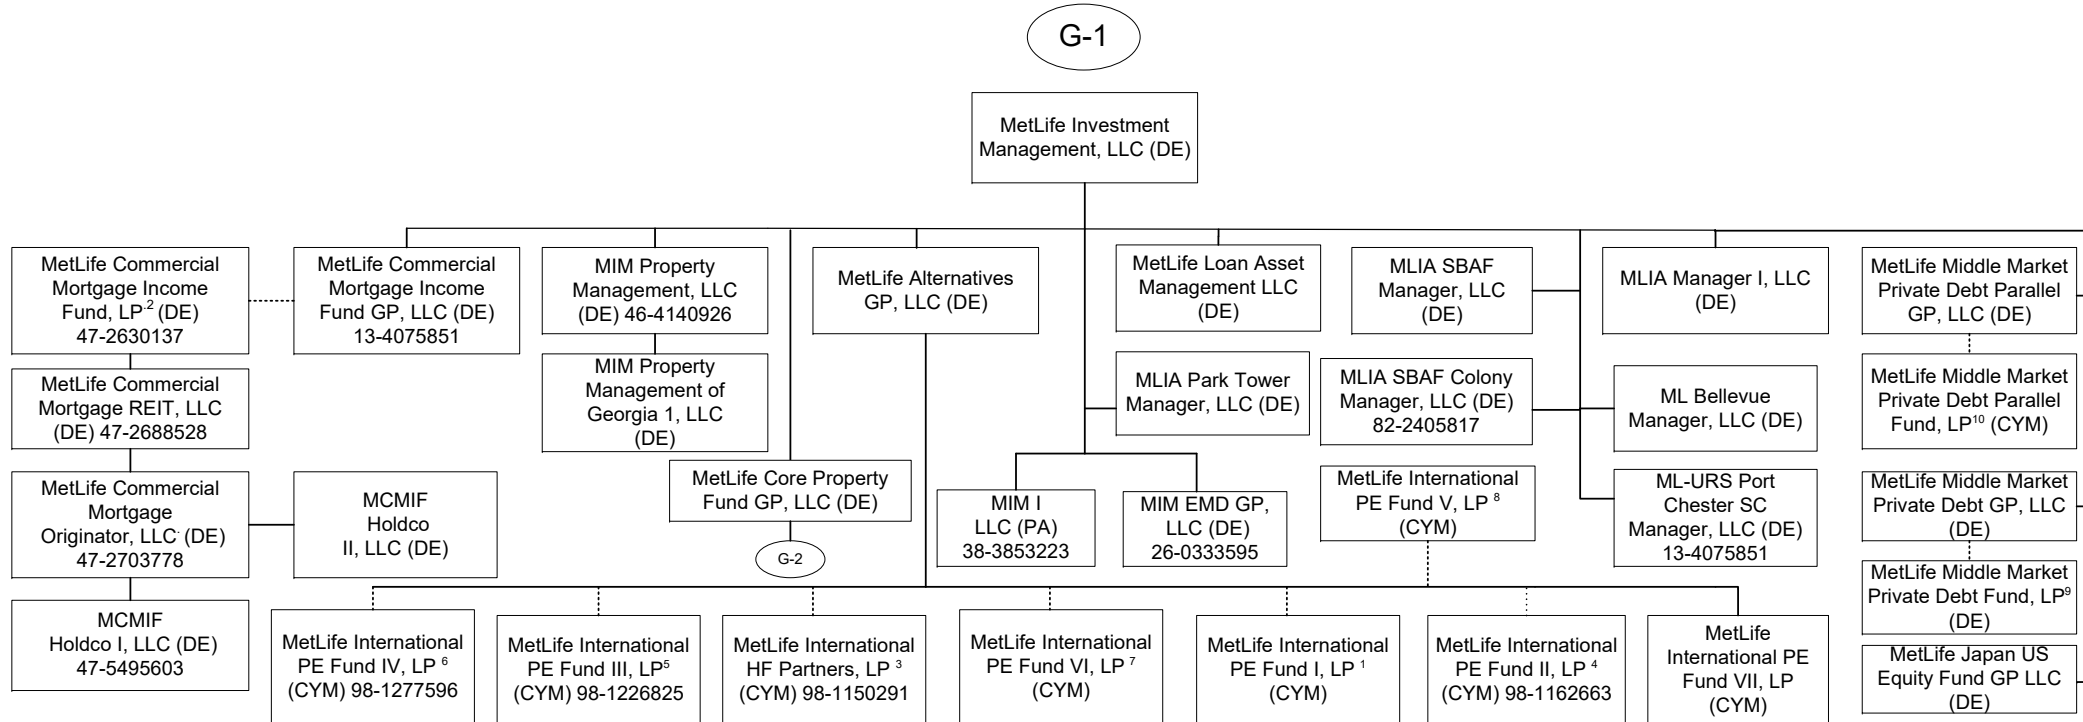 G-1
MetLife Investment
Management, LLC (DE)
MetLife Commercial
Mortgage Income
Fund, LP.² (DE)
47-2630137
MetLife Commercial
Mortgage Income
Fund GP, LLC (DE)
13-4075851
MIM Property
Management, LLC
(DE) 46-4140926
MetLife Alternatives
GP, LLC (DE)
MetLife Loan Asset
Management LLC
(DE)
MLIA SBAF
Manager, LLC
(DE)
MLIA Manager I, LLC
(DE)
MetLife Middle Market
Private Debt Parallel
GP, LLC (DE)
MetLife Commercial
Mortgage REIT, LLC
(DE) 47-2688528
MIM Property
Management of
Georgia 1, LLC
(DE)
MLIA Park Tower
Manager, LLC (DE)
MLIA SBAF Colony
Manager, LLC (DE)
82-2405817
ML Bellevue
Manager, LLC (DE)
MetLife Middle Market
Private Debt Parallel
Fund, LP¹⁰ (CYM)
MetLife Commercial
Mortgage
Originator, LLC. (DE)
47-2703778
MCMIF
Holdco
II, LLC (DE)
MetLife Core Property
Fund GP, LLC (DE)
G-2
MIM I
LLC (PA)
38-3853223
MIM EMD GP,
LLC (DE)
26-0333595
MetLife International
PE Fund V, LP ⁸
(CYM)
ML-URS Port
Chester SC
Manager, LLC (DE)
13-4075851
MetLife Middle Market
Private Debt GP, LLC
(DE)
MetLife Middle Market
Private Debt Fund, LP⁹
(DE)
MCMIF
Holdco I, LLC (DE)
47-5495603
MetLife International
PE Fund IV, LP ⁶
(CYM) 98-1277596
MetLife International
PE Fund III, LP⁵
(CYM) 98-1226825
MetLife International
HF Partners, LP ³
(CYM) 98-1150291
MetLife International
PE Fund VI, LP ⁷
(CYM)
MetLife International
PE Fund I, LP ¹
(CYM)
MetLife International
PE Fund II, LP ⁴
(CYM) 98-1162663
MetLife
International PE
Fund VII, LP
(CYM)
MetLife Japan US
Equity Fund GP LLC
(DE)